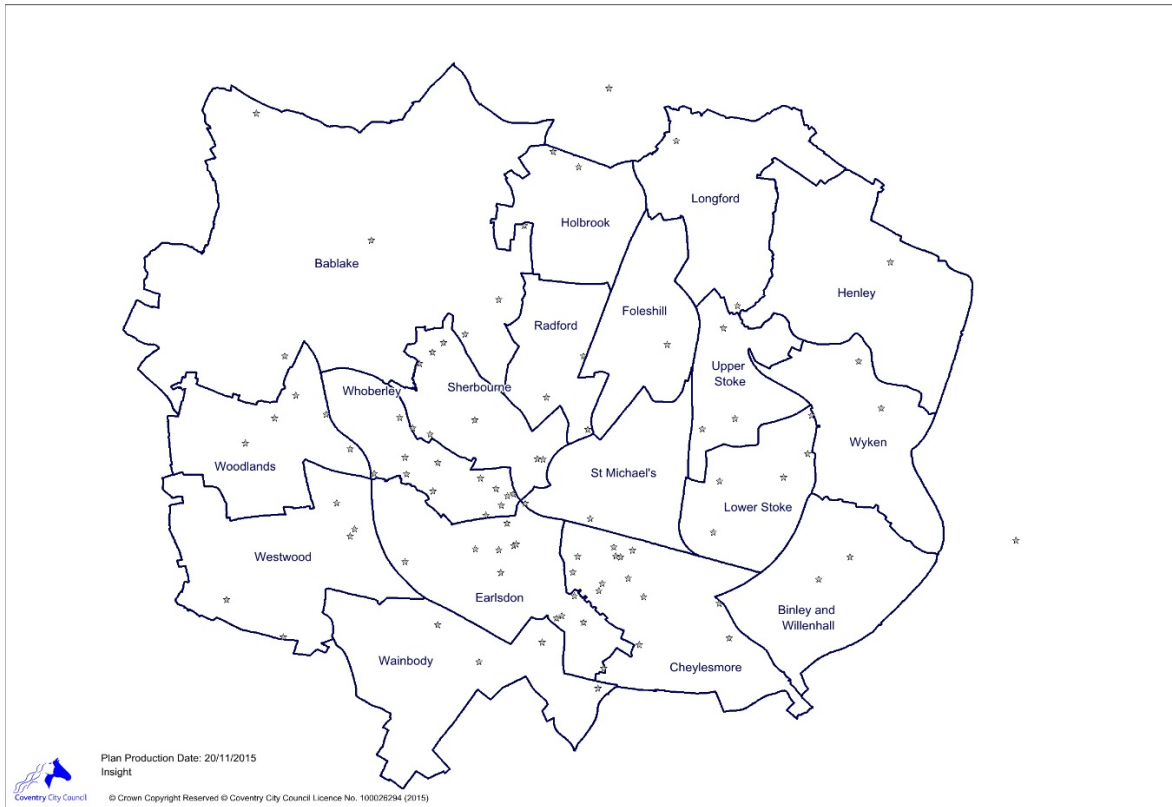 Longford
Holbrook
Bablake
Henley
Foleshill
Radford
Upper
Stoke
Whoberley
Sherbourne
Wyken
Woodlands
St Michael's
Lower Stoke
Westwood
Earlsdon
Binley and
Willenhall
Wainbody
Cheylesmore
Plan Production Date: 20/11/2015
Insight
Coventry City Council
© Crown Copyright Reserved © Coventry City Council Licence No. 100026294 (2015)